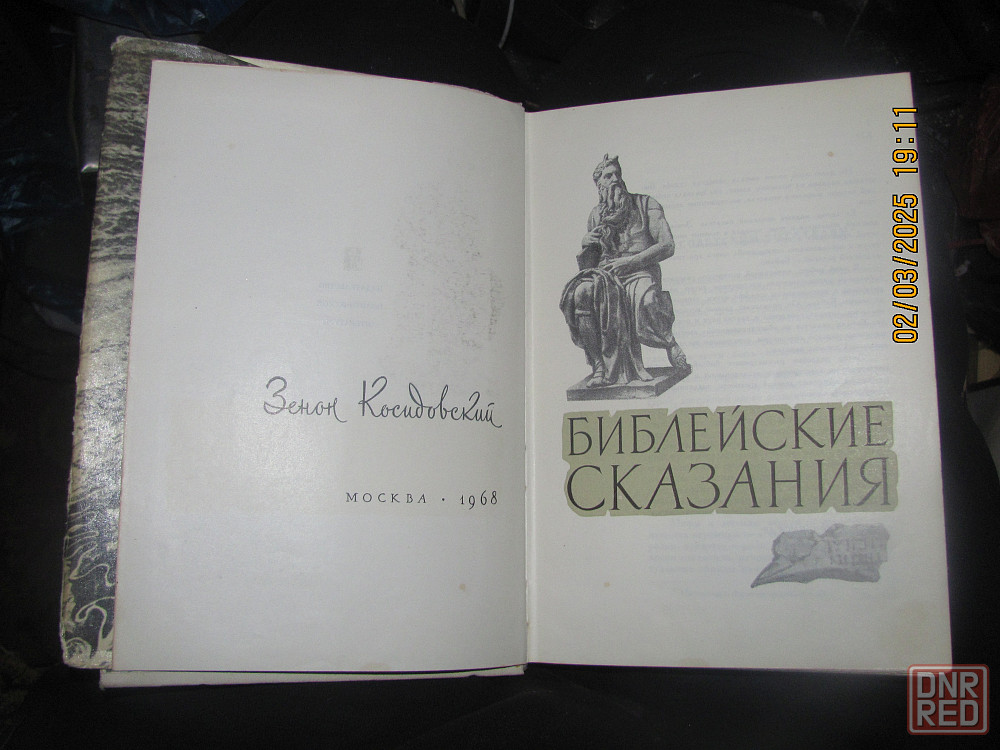 Зенон Косидовский
МОСКВА · 1968
БИБЛЕЙСКИЕ
СКАЗАНИЯ
02/03/2025 19:11
DNR
RED